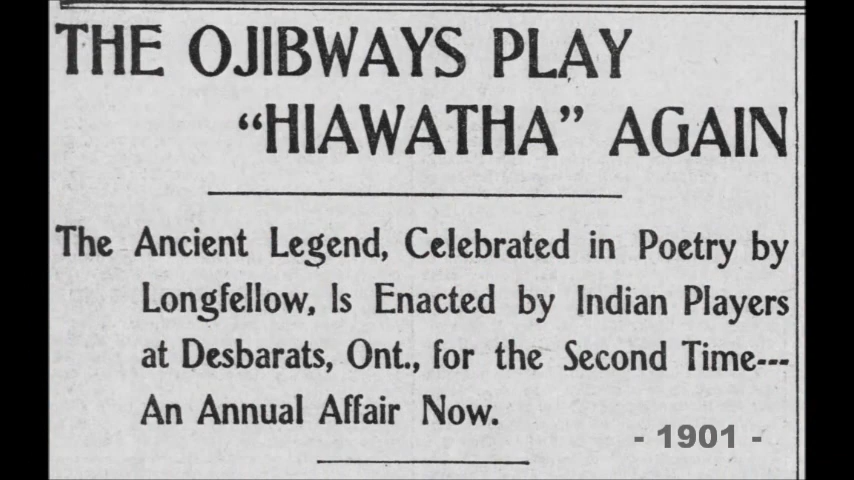 THE OJIBWAYS PLAY
"HIAWATHA" AGAIN
The Ancient Legend, Celebrated in Poetry by
Longfellow, Is Enacted by Indian Players
at Desbarats, Ont., for the Second Time---
An Annual Affair Now.
- 1901 -